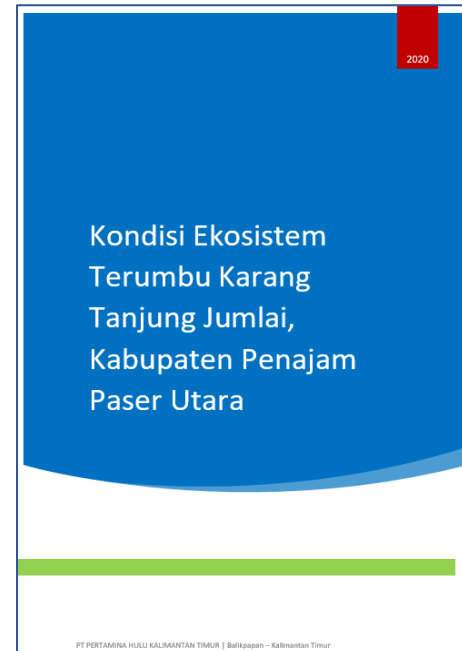 2020
Kondisi Ekosistem
Terumbu Karang
Tanjung Jumlai,
Kabupaten Penajam
Paser Utara
PT PERTAMINA HULU KALIMANTAN TIMUR | Balikpapan – Kalimantan Timur